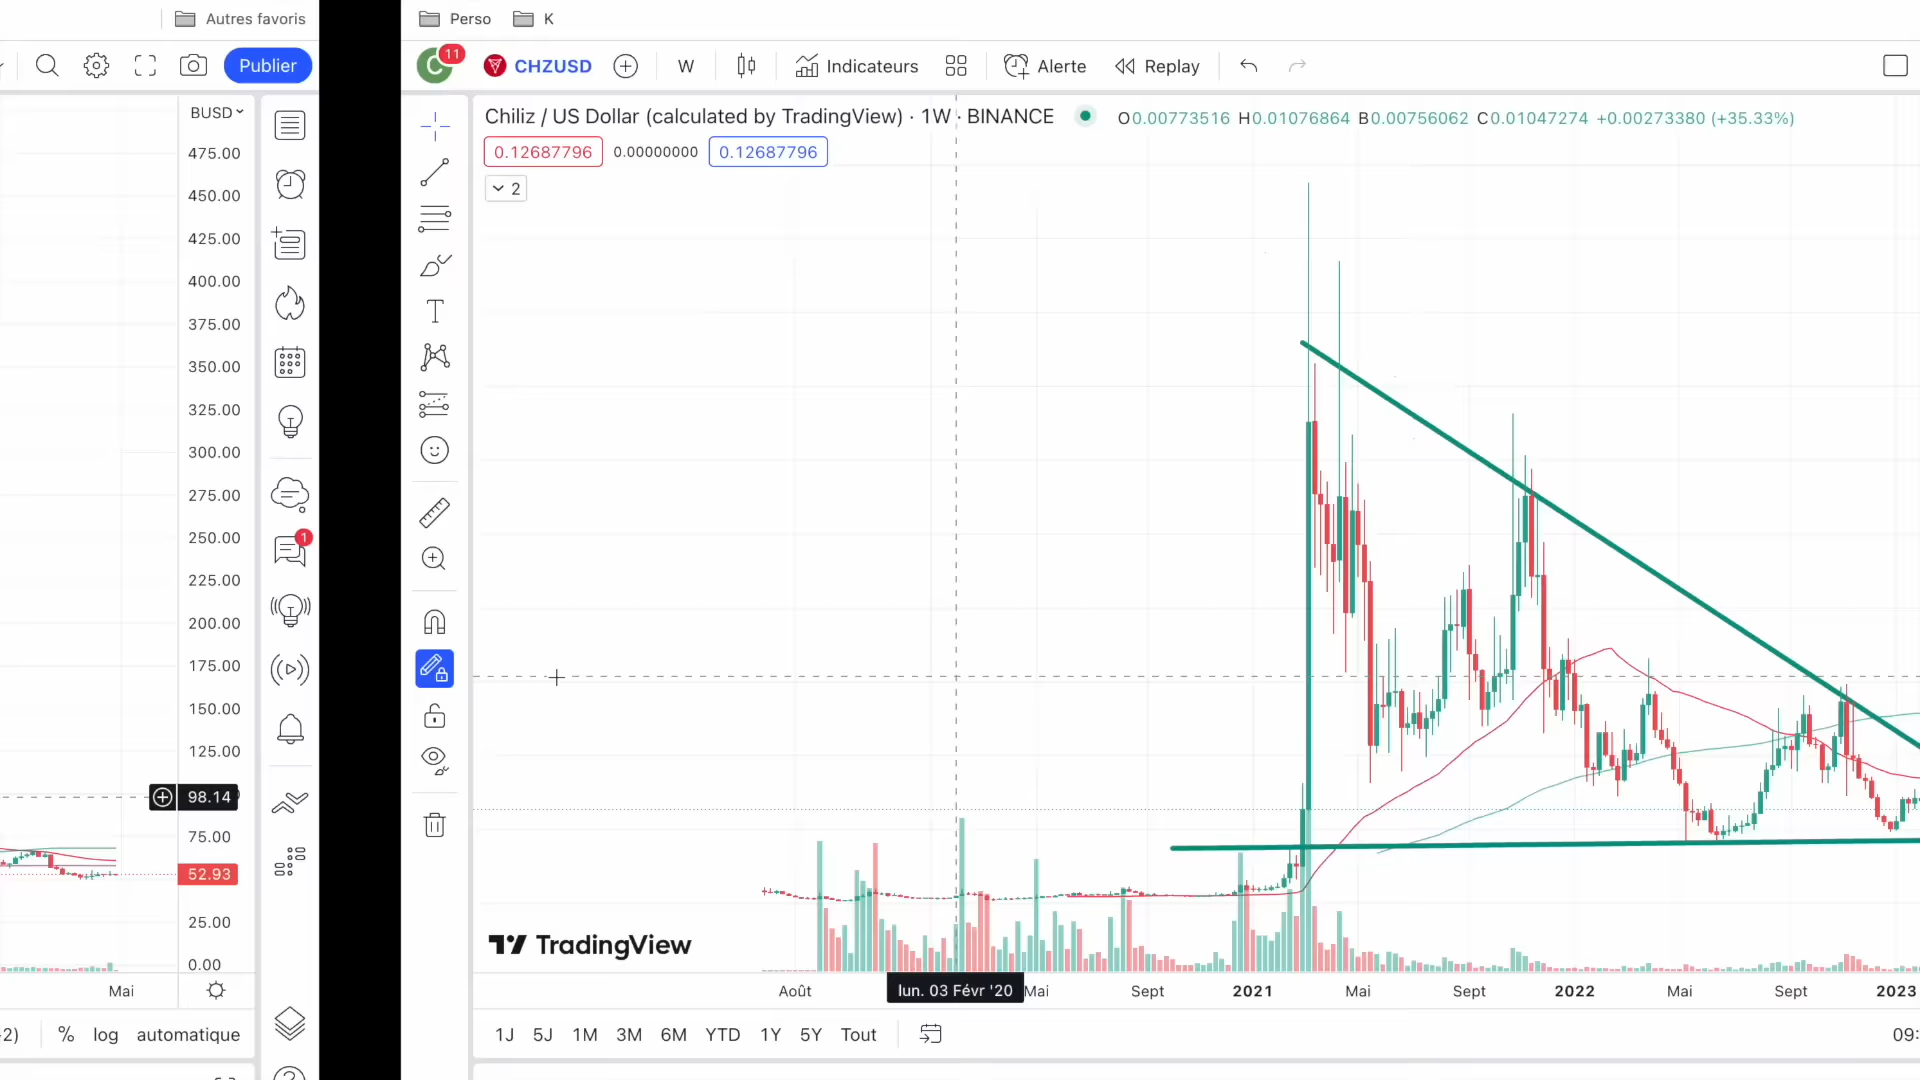 Autres favoris
Publier
BUSD
475.00
450.00
425.00
400.00
375.00
350.00
325.00
300.00
275.00
250.00
225.00
200.00
175.00
150.00
125.00
98.14
75.00
52.93
25.00
0.00
Mai
2)
%
log
automatique
1
Perso
K
C
11
CHZUSD
W
Indicateurs
Alerte
Replay
Chiliz / US Dollar (calculated by TradingView) · 1W · BINANCE
O0.00773516 H0.01076864 B0.00756062 C0.01047274 +0.00273380 (+35.33%)
0.12687796
0.00000000
0.12687796
2
TradingView
Août
lun. 03 Févr '20
Mai
Sept
2021
Mai
Sept
2022
Mai
Sept
2023
1J
5J
1M
3M
6M
YTD
1Y
5Y
Tout
09: